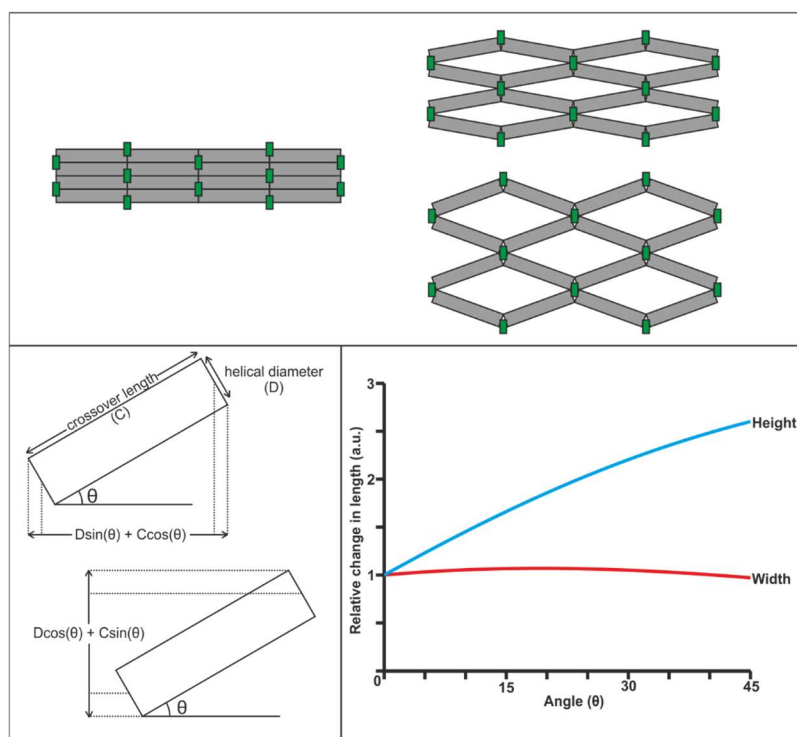 crossover length
(C)
helical diameter
(D)
θ
Dsin(θ) + Ccos(θ)
Dcos(θ) + Csin(θ)
θ
3
2
1
0
15
30
45
Relative change in length (a.u.)
Angle (θ)
Height
Width